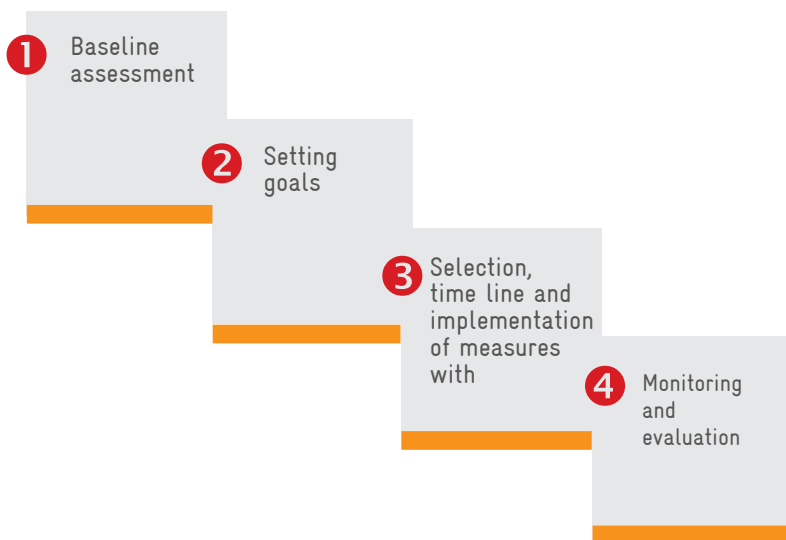 1
Baseline
assessment
2
Setting
goals
3
Selection,
time line and
implementation
of measures
with
4
Monitoring
and
evaluation